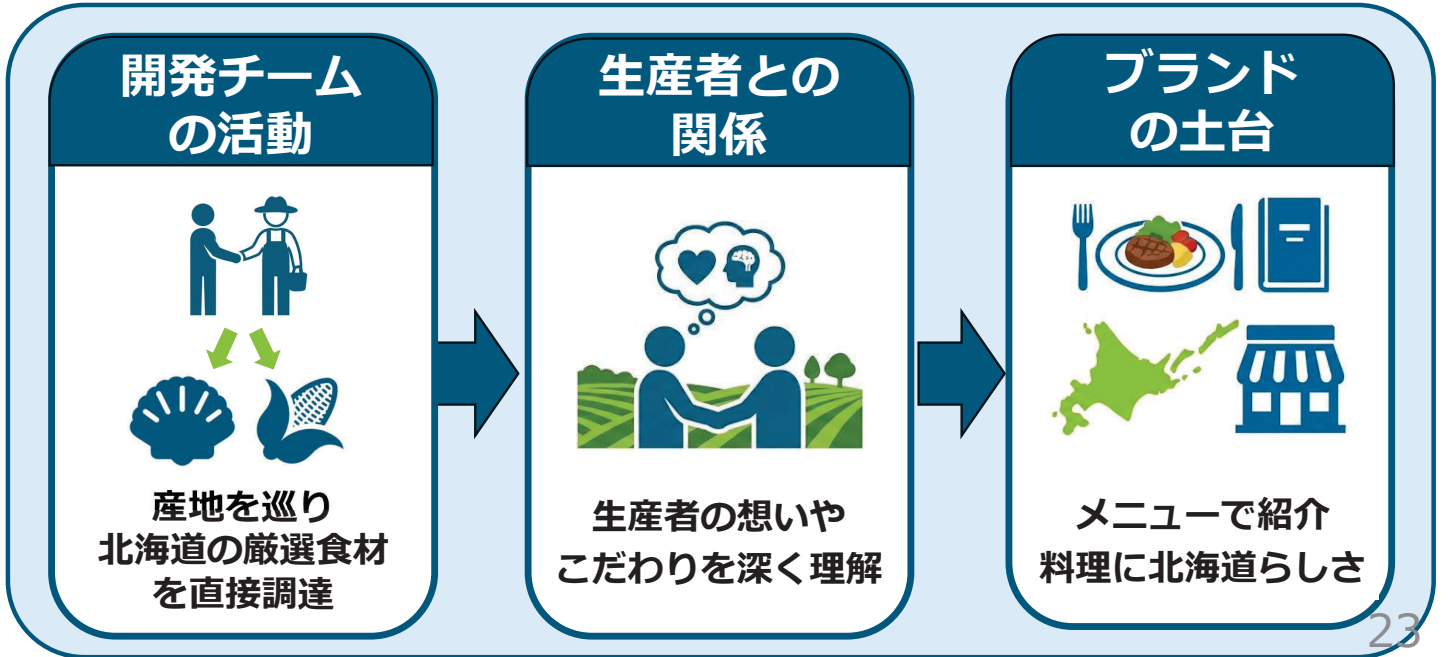 開発チーム
の活動
産地を巡り
北海道の厳選食材
を直接調達
生産者との
関係
生産者の想いや
こだわりを深く理解
ブランド
の土台
メニューで紹介
料理に北海道らしさ
23